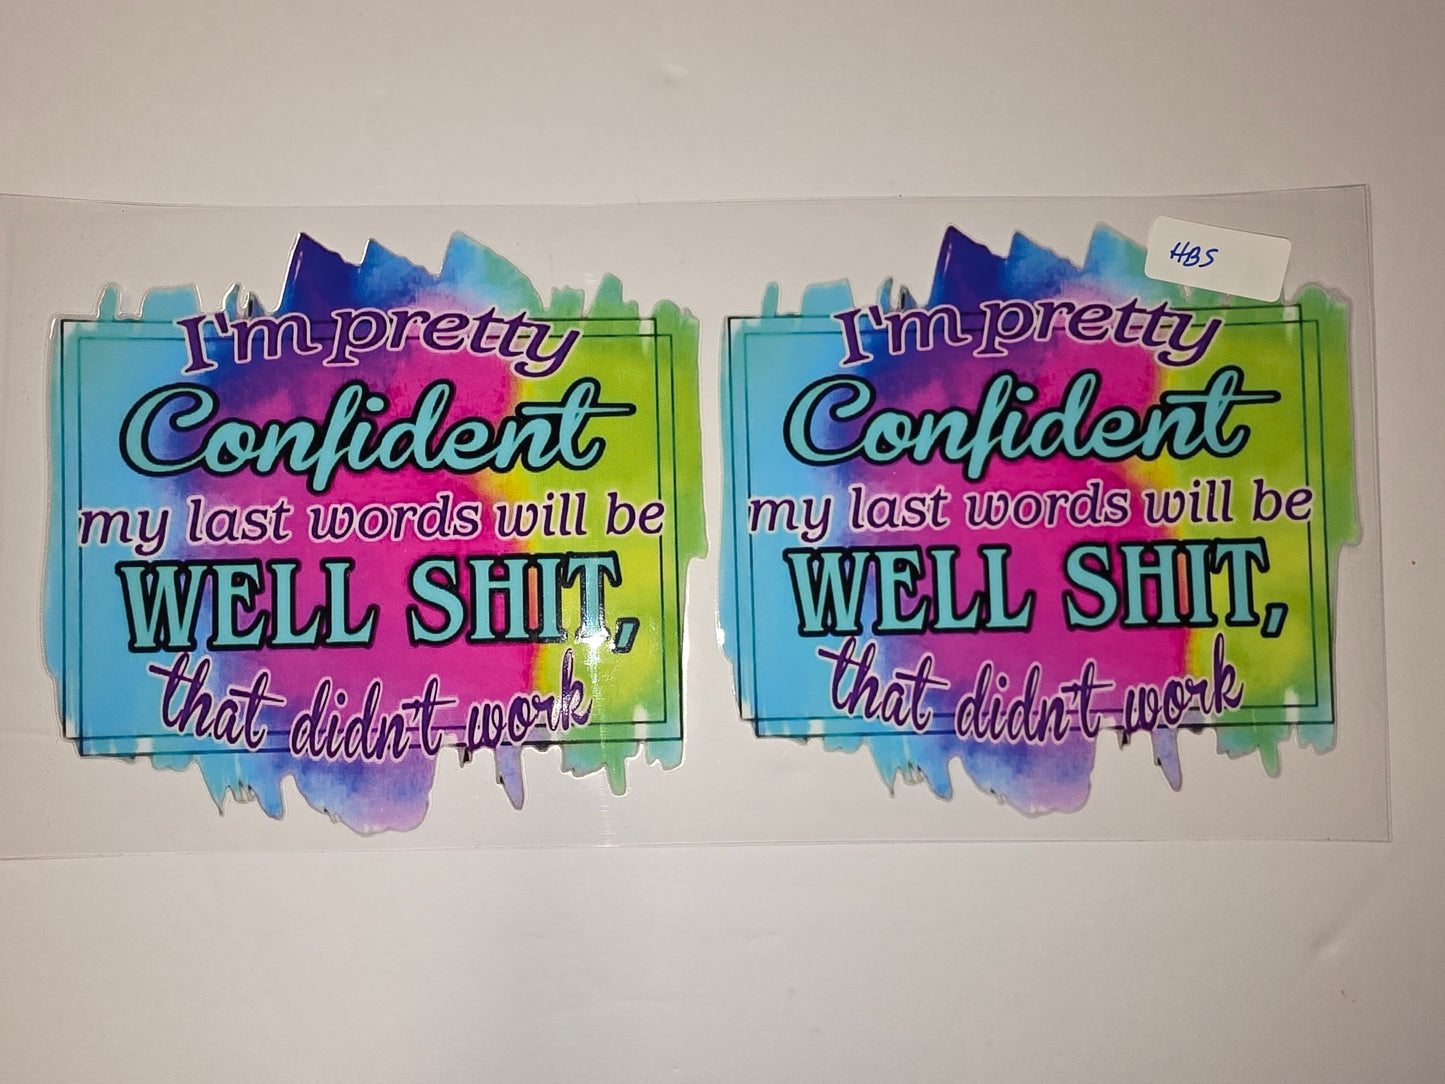 I'm pretty
Confident
my last words will be
WELL SHIT,
that didn't work
I'm pretty
Confident
my last words will be
WELL SHIT,
that didn't work
HBS